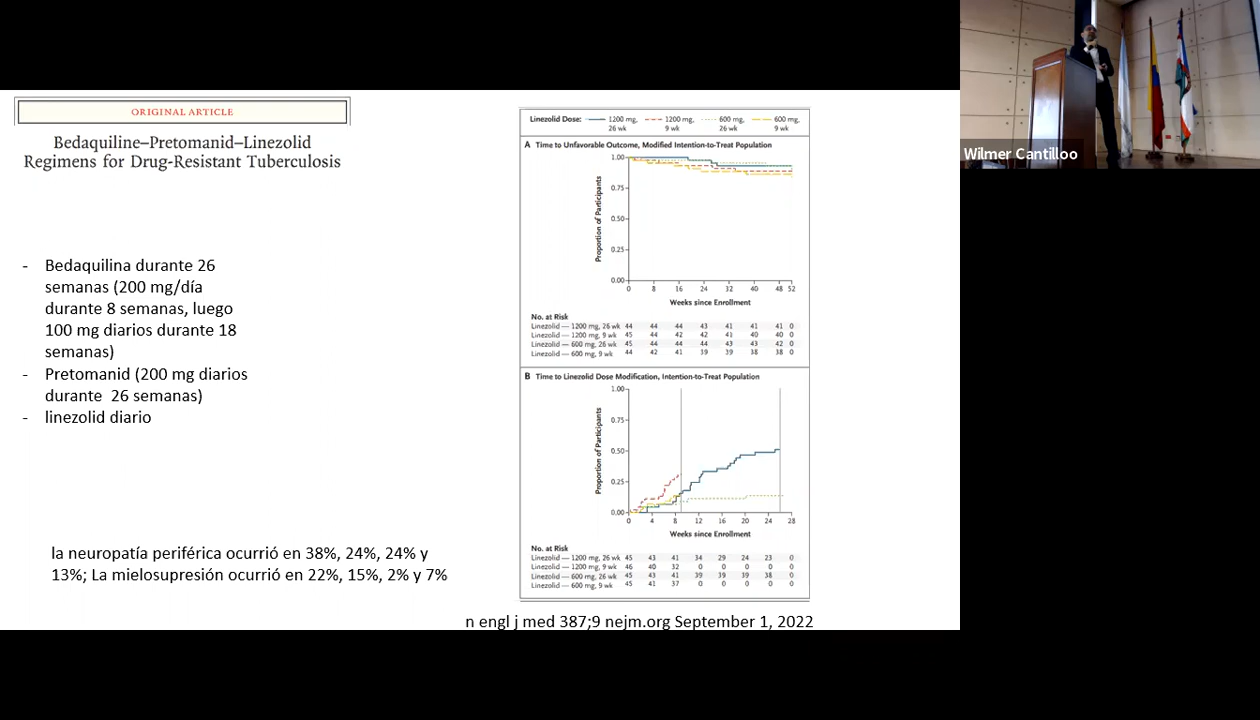 ORIGINAL ARTICLE
Bedaquiline–Pretomanid–Linezolid
Regimens for Drug-Resistant Tuberculosis
- Bedaquilina durante 26
semanas (200 mg/día
durante 8 semanas, luego
100 mg diarios durante 18
semanas)
- Pretomanid (200 mg diarios
durante 26 semanas)
- linezolid diario
la neuropatía periférica ocurrió en 38%, 24%, 24% y
13%; La mielosupresión ocurrió en 22%, 15%, 2% y 7%
Linezolid Dose: 1200 mg, 26 wk 1200 mg, 9 wk 600 mg, 26 wk 600 mg, 9 wk
A Time to Unfavorable Outcome, Modified Intention-to-Treat Population
Proportion of Participants
1.00
0.75
0.50
0.25
0.00
0 8 16 24 32 40 48 52
Weeks since Enrollment
No. at Risk
Linezolid — 1200 mg, 26 wk 44 44 44 43 41 41 41 0
Linezolid — 1200 mg, 9 wk 45 44 42 42 41 40 40 0
Linezolid — 600 mg, 26 wk 45 44 44 44 43 43 42 0
Linezolid — 600 mg, 9 wk 44 42 41 39 39 38 38 0
B Time to Linezolid Dose Modification, Intention-to-Treat Population
Proportion of Participants
1.00
0.75
0.50
0.25
0.00
0 4 8 12 16 20 24 28
Weeks since Enrollment
No. at Risk
Linezolid — 1200 mg, 26 wk 45 43 41 34 29 24 23 0
Linezolid — 1200 mg, 9 wk 46 40 32 0 0 0 0 0
Linezolid — 600 mg, 26 wk 45 43 41 39 39 39 38 0
Linezolid — 600 mg, 9 wk 45 41 37 0 0 0 0 0
n engl j med 387;9 nejm.org September 1, 2022
Wilmer Cantilloo